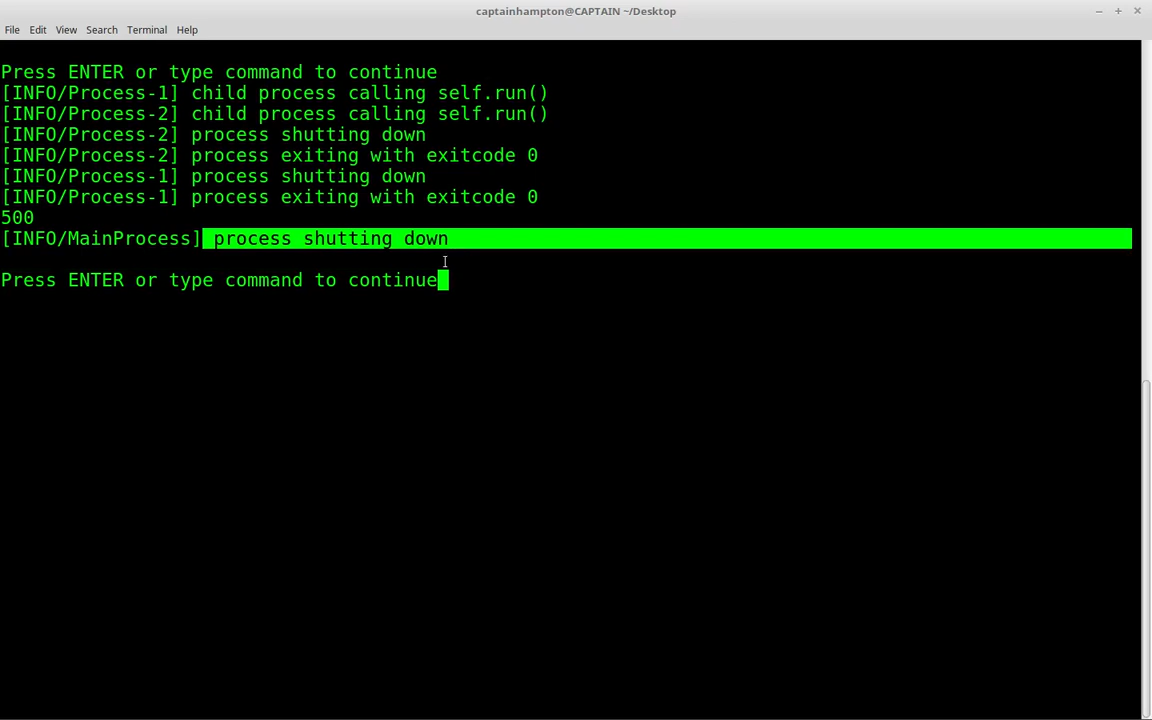 captainhampton@CAPTAIN ~/Desktop
File Edit View Search Terminal Help
Press ENTER or type command to continue
[INFO/Process-1] child process calling self.run()
[INFO/Process-2] child process calling self.run()
[INFO/Process-2] process shutting down
[INFO/Process-2] process exiting with exitcode 0
[INFO/Process-1] process shutting down
[INFO/Process-1] process exiting with exitcode 0
500
[INFO/MainProcess] process shutting down
Press ENTER or type command to continue